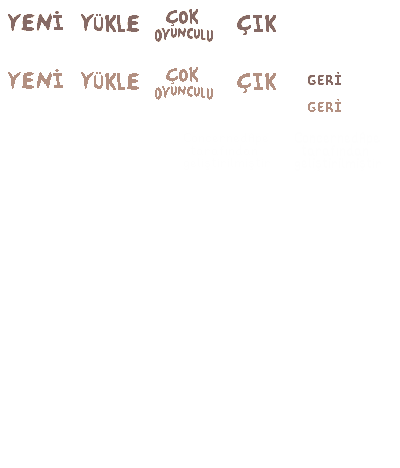 YENİ YÜKLE ÇOK OYUNCULU ÇIK
YENİ YÜKLE ÇOK OYUNCULU ÇIK GERİ
GERİ